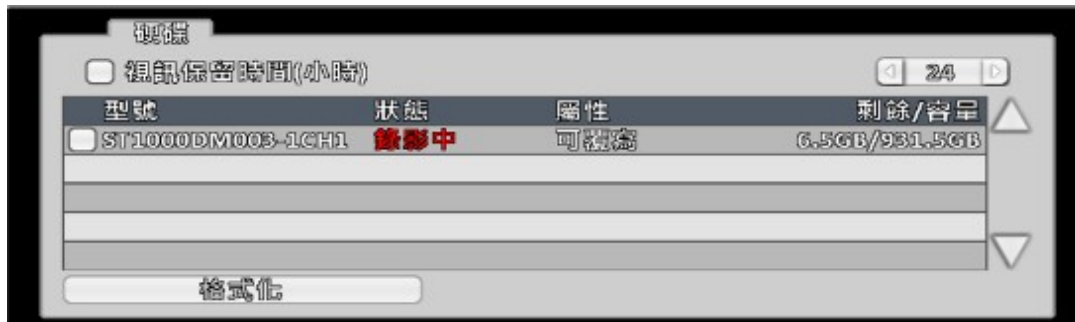 硬碟
視訊保留時間(小時) 24
型號 狀態 屬性 剩餘/容量
ST1000DM003-1CH1 錄影中 可覆寫 6.5GB/931.5GB
格式化